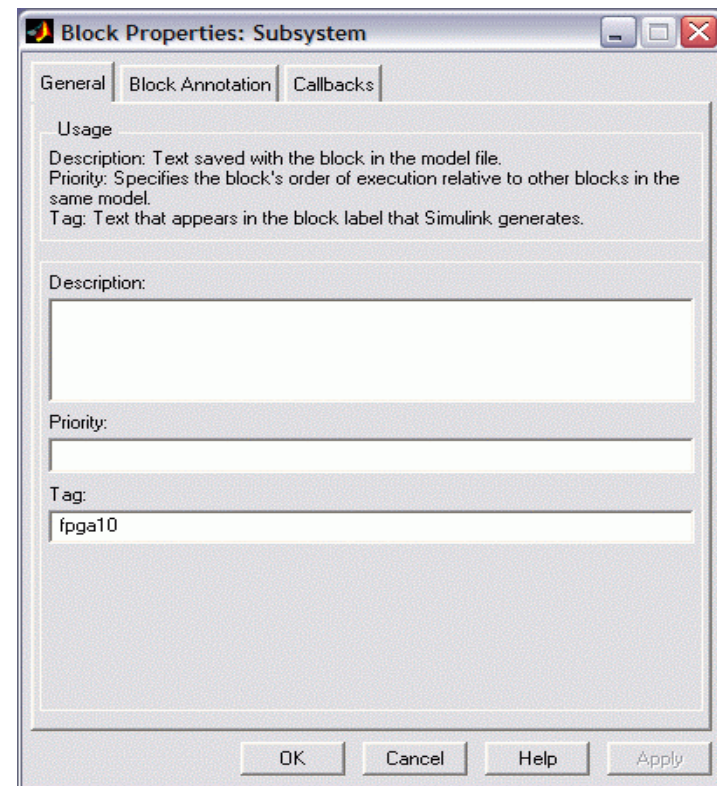 Block Properties: Subsystem
General Block Annotation Callbacks
Usage
Description: Text saved with the block in the model file.
Priority: Specifies the block's order of execution relative to other blocks in the
same model.
Tag: Text that appears in the block label that Simulink generates.
Description:
Priority:
Tag:
fpga10
OK Cancel Help Apply